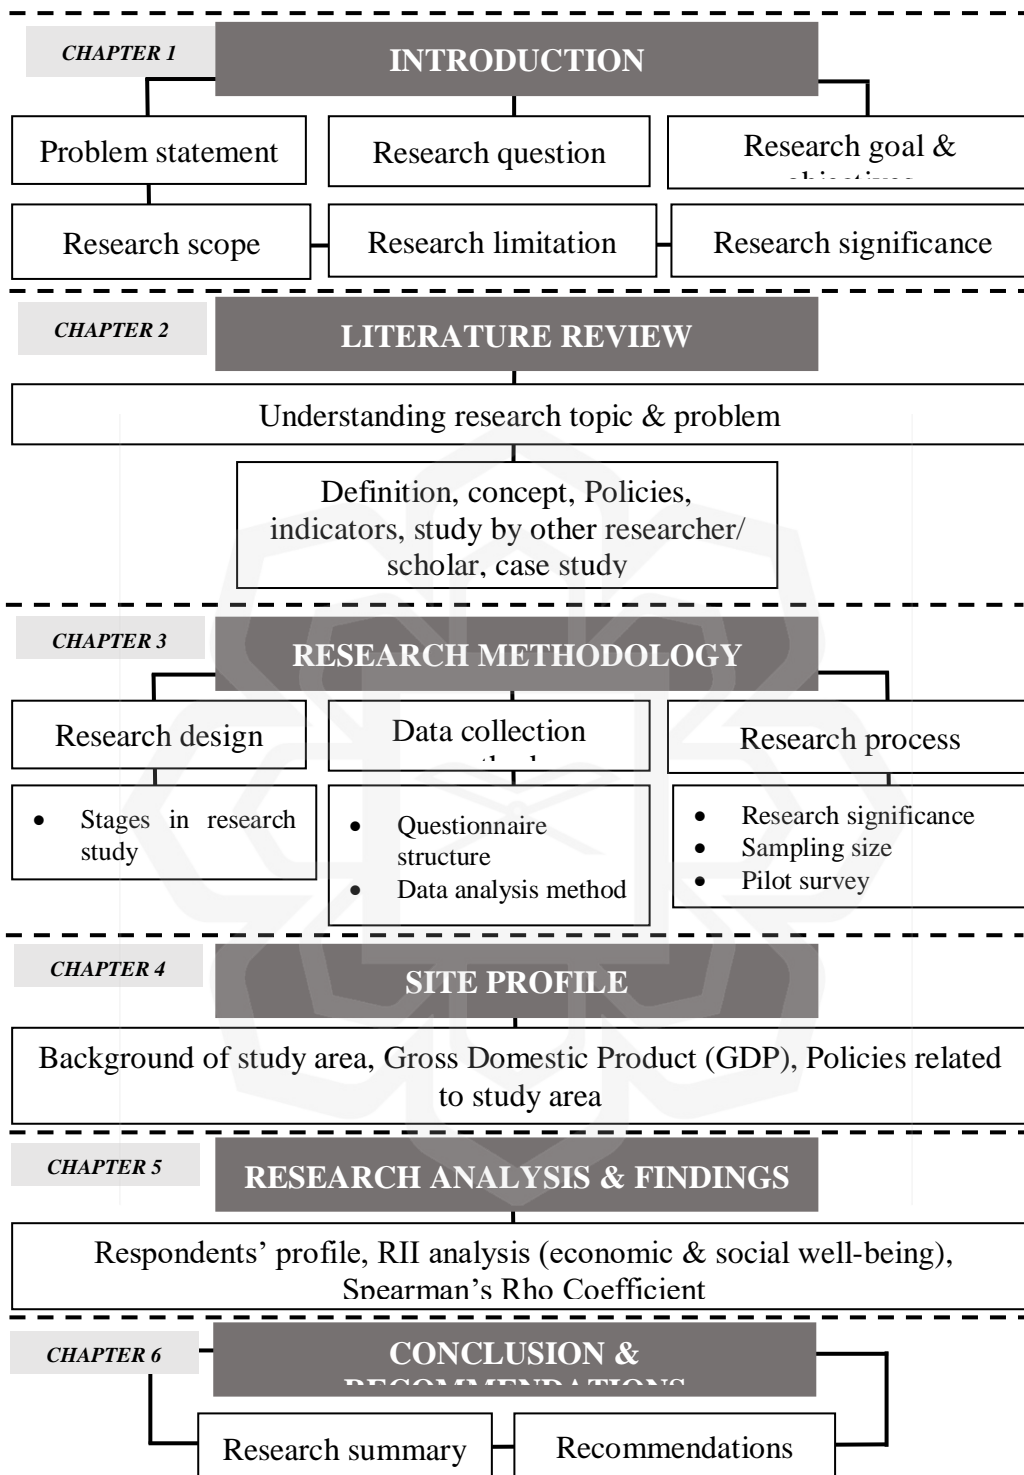 CHAPTER 1
INTRODUCTION
Problem statement
Research question
Research goal &
Research scope
Research limitation
Research significance
CHAPTER 2
LITERATURE REVIEW
Understanding research topic & problem
Definition, concept, Policies,
indicators, study by other researcher/
scholar, case study
CHAPTER 3
RESEARCH METHODOLOGY
Research design
Data collection
Research process
• Stages in research
study
• Questionnaire
structure
• Data analysis method
• Research significance
• Sampling size
• Pilot survey
CHAPTER 4
SITE PROFILE
Background of study area, Gross Domestic Product (GDP), Policies related
to study area
CHAPTER 5
RESEARCH ANALYSIS & FINDINGS
Respondents’ profile, RII analysis (economic & social well-being),
Spearman’s Rho Coefficient
CHAPTER 6
CONCLUSION &
RECOMMENDATIONS
Research summary
Recommendations